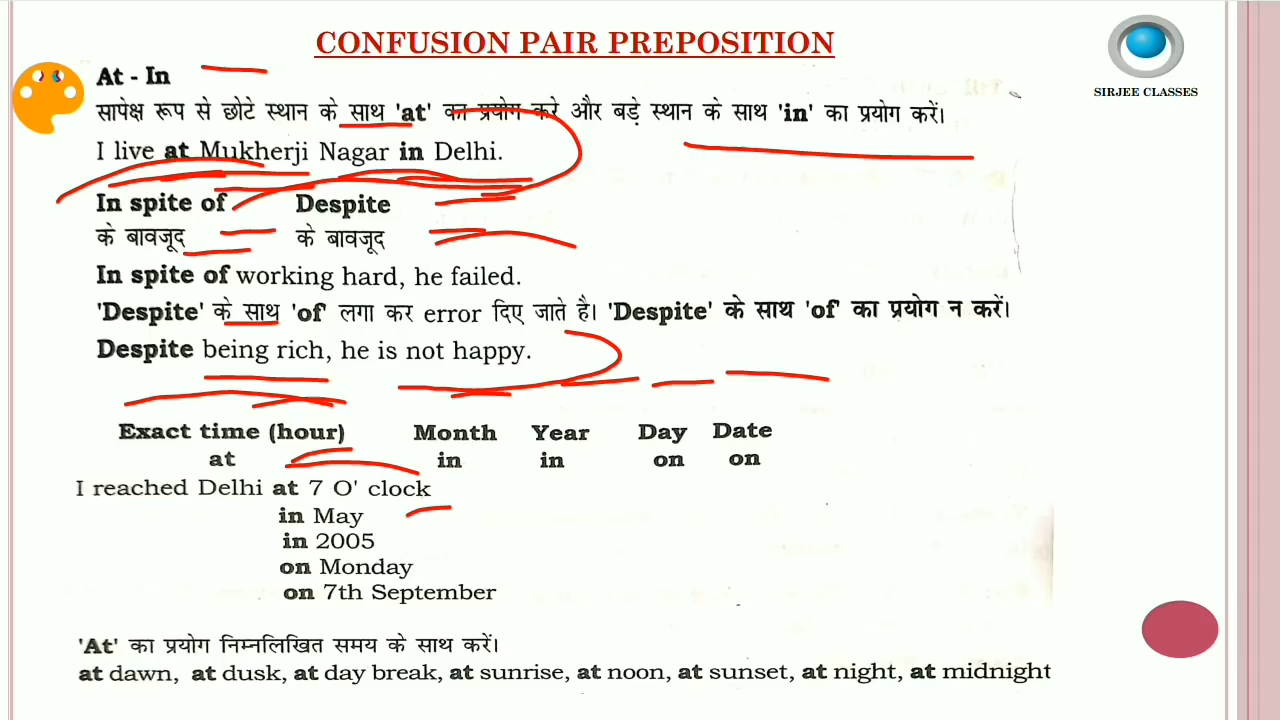 CONFUSION PAIR PREPOSITION
SIRJEE CLASSES
At - In
सापेक्ष रूप से छोटे स्थान के साथ 'at' का प्रयोग करे और बड़े स्थान के साथ 'in' का प्रयोग करें।
I live at Mukherji Nagar in Delhi.
In spite of Despite
के बावजूद के बावजूद
In spite of working hard, he failed.
'Despite' के साथ 'of' लगा कर error दिए जाते है। 'Despite' के साथ 'of' का प्रयोग न करें।
Despite being rich, he is not happy.
Exact time (hour) Month Year Day Date
at in in on on
I reached Delhi at 7 O' clock
in May
in 2005
on Monday
on 7th September
'At' का प्रयोग निम्नलिखित समय के साथ करें।
at dawn, at dusk, at day break, at sunrise, at noon, at sunset, at night, at midnight